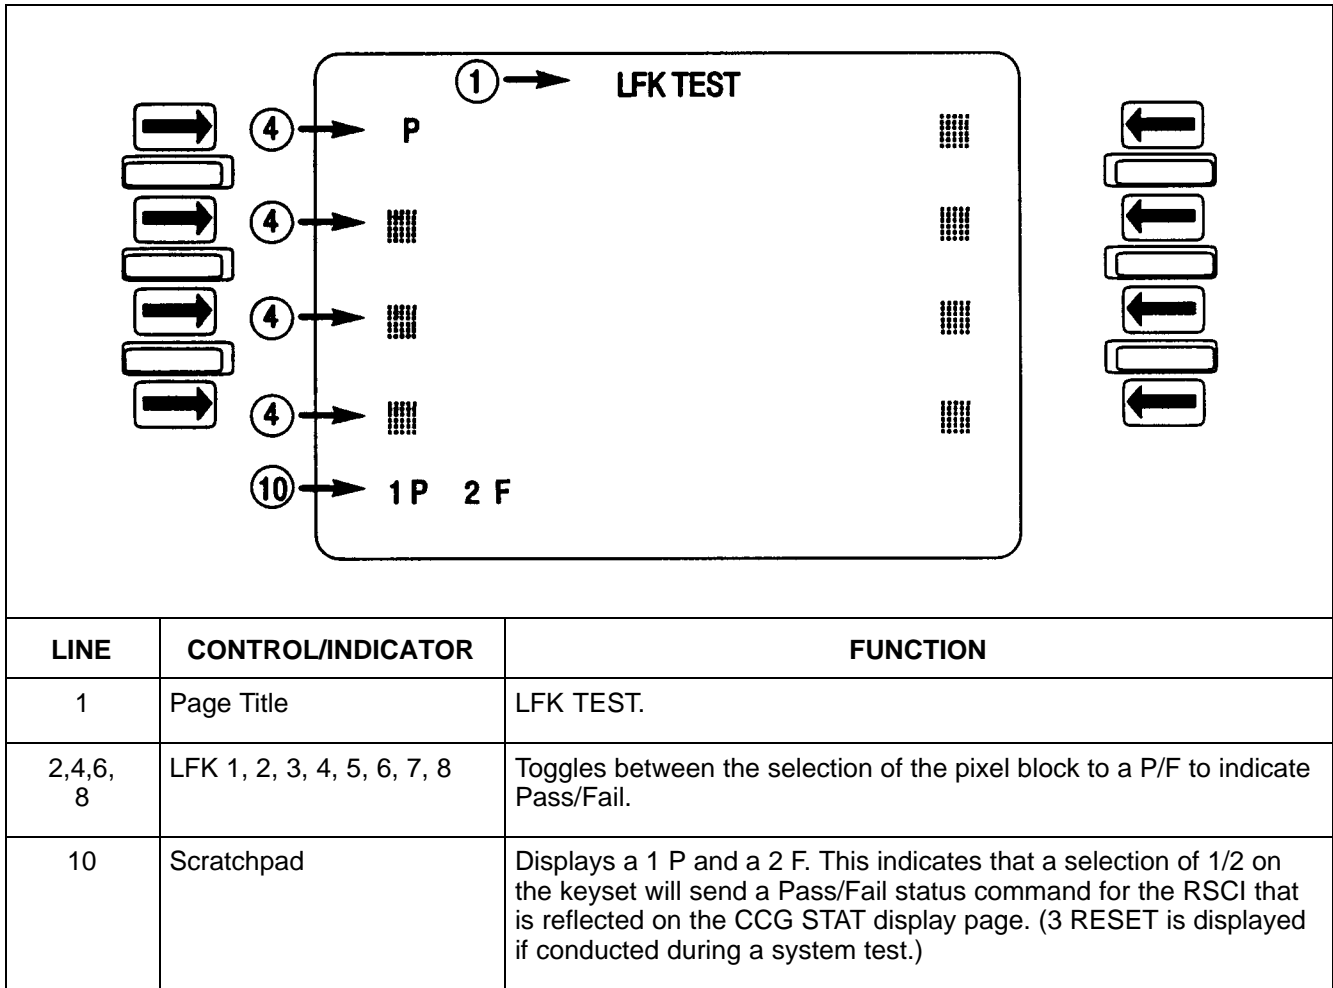 1 LFK TEST
4 P
4
4
4
10 1 P 2 F
LINE CONTROL/INDICATOR FUNCTION
1 Page Title LFK TEST.
2,4,6,
8
LFK 1, 2, 3, 4, 5, 6, 7, 8
Toggles between the selection of the pixel block to a P/F to indicate
Pass/Fail.
10 Scratchpad Displays a 1 P and a 2 F. This indicates that a selection of 1/2 on
the keyset will send a Pass/Fail status command for the RSCI that
is reflected on the CCG STAT display page. (3 RESET is displayed
if conducted during a system test.)